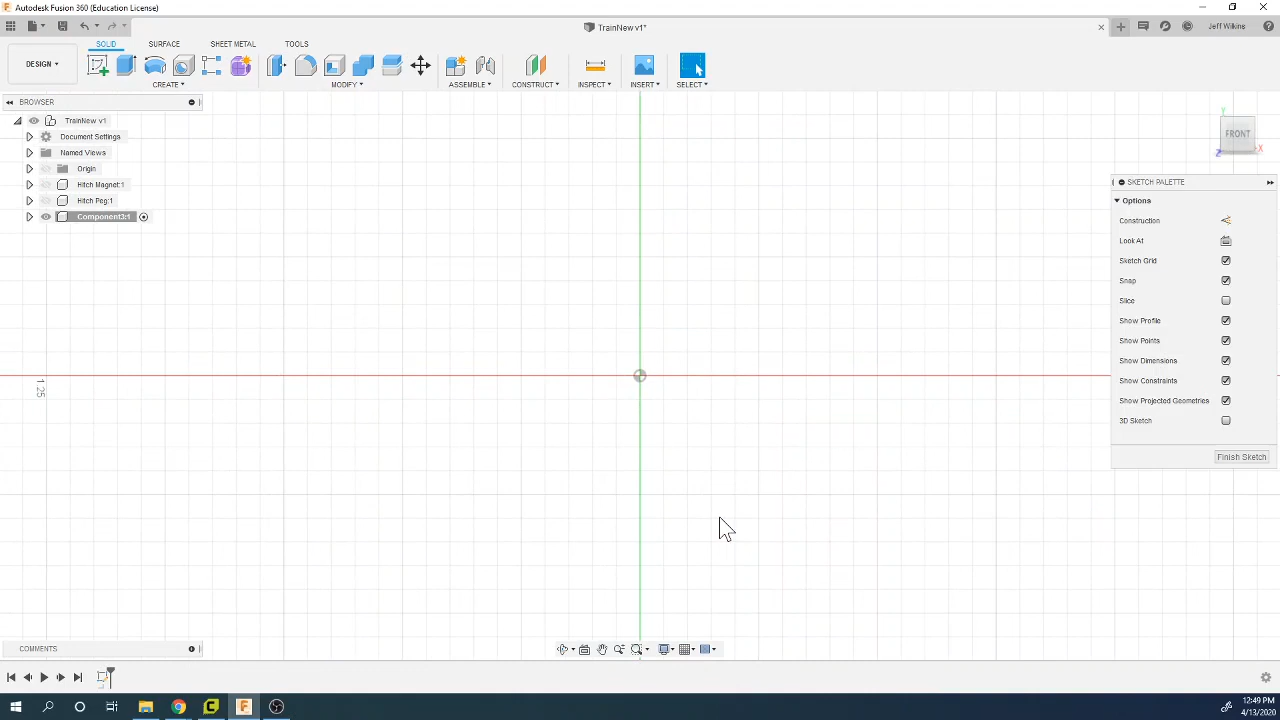 Autodesk Fusion 360 (Education License)
TrainNew v1*
Jeff Wilkins
DESIGN
SOLID SURFACE SHEET METAL TOOLS
CREATE MODIFY ASSEMBLE CONSTRUCT INSPECT INSERT SELECT
BROWSER
TrainNew v1
Document Settings
Named Views
Origin
Hitch Magnet:1
Hitch Peg:1
Component3:1
Y
FRONT
X
Z
SKETCH PALETTE
Options
Construction
Look At
Sketch Grid
Snap
Slice
Show Profile
Show Points
Show Dimensions
Show Constraints
Show Projected Geometries
3D Sketch
Finish Sketch
1.25
COMMENTS
12:49 PM
4/13/2020